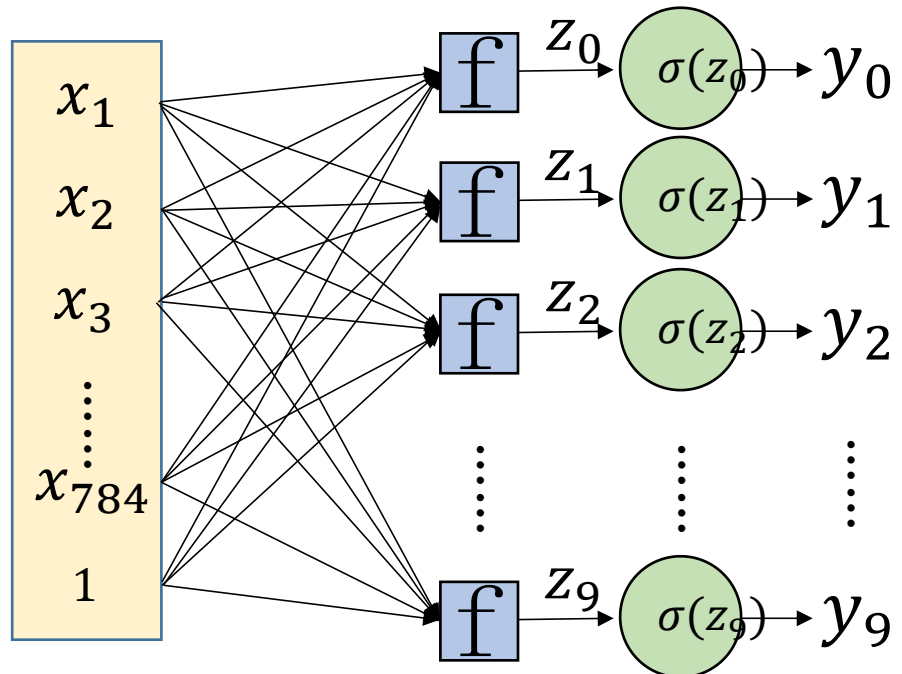 x₁
x₂
x₃
⋮
x₇₈₄
1
f z₀ σ(z₀) y₀
f z₁ σ(z₁) y₁
f z₂ σ(z₂) y₂
⋮ ⋮ ⋮
f z₉ σ(z₉) y₉